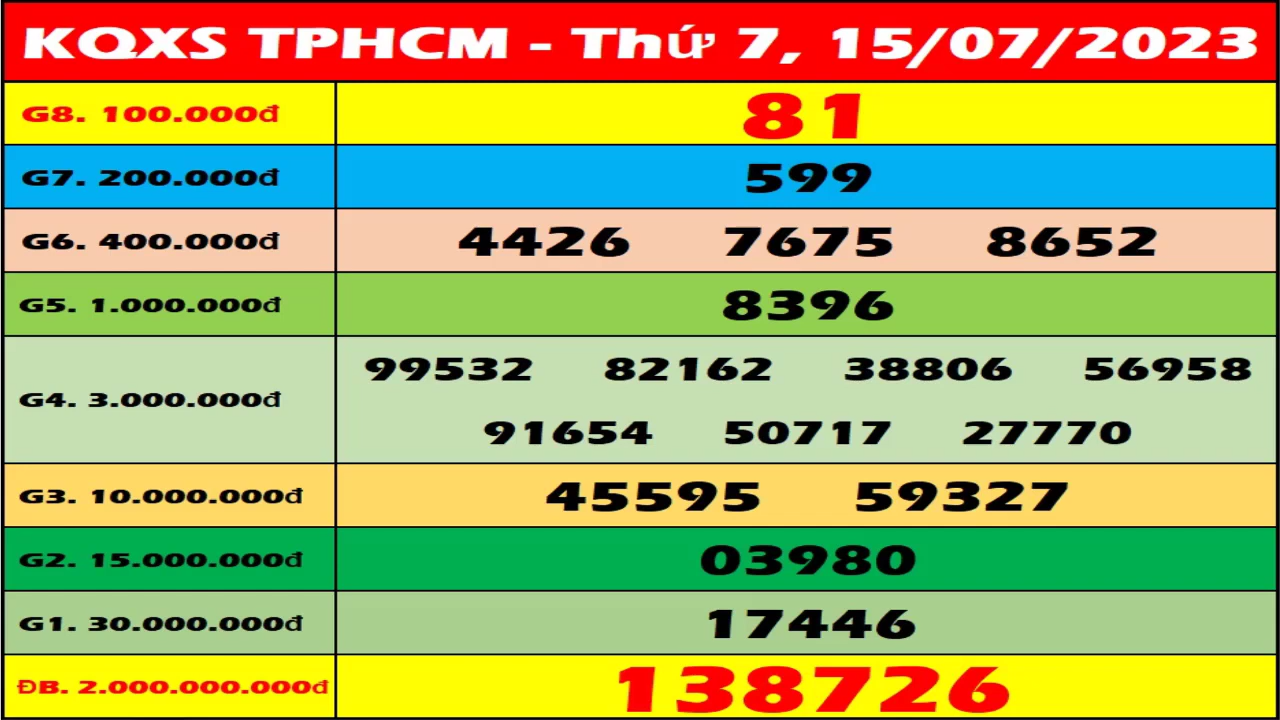 KQXS TPHCM - Thứ 7, 15/07/2023
G8. 100.000đ 81
G7. 200.000đ 599
G6. 400.000đ 4426 7675 8652
G5. 1.000.000đ 8396
G4. 3.000.000đ 99532 82162 38806 56958
91654 50717 27770
G3. 10.000.000đ 45595 59327
G2. 15.000.000đ 03980
G1. 30.000.000đ 17446
ĐB. 2.000.000.000đ 138726